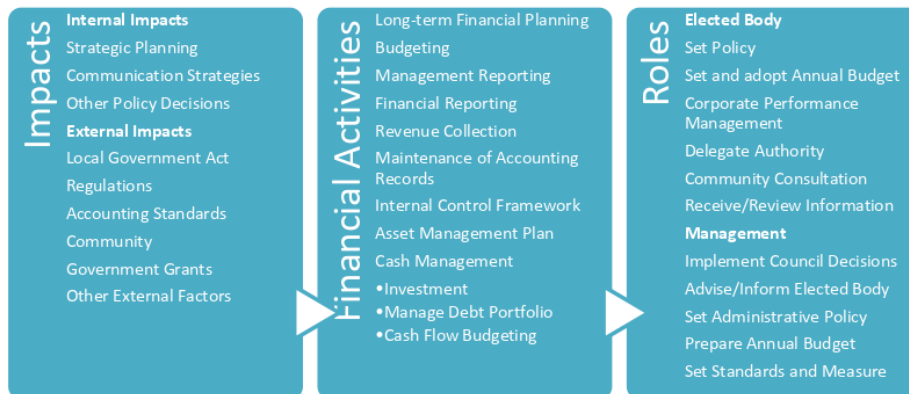 Impacts
Internal Impacts
Strategic Planning
Communication Strategies
Other Policy Decisions
External Impacts
Local Government Act
Regulations
Accounting Standards
Community
Government Grants
Other External Factors
Financial Activities
Long-term Financial Planning
Budgeting
Management Reporting
Financial Reporting
Revenue Collection
Maintenance of Accounting
Records
Internal Control Framework
Asset Management Plan
Cash Management
•Investment
•Manage Debt Portfolio
•Cash Flow Budgeting
Roles
Elected Body
Set Policy
Set and adopt Annual Budget
Corporate Performance
Management
Delegate Authority
Community Consultation
Receive/Review Information
Management
Implement Council Decisions
Advise/Inform Elected Body
Set Administrative Policy
Prepare Annual Budget
Set Standards and Measure